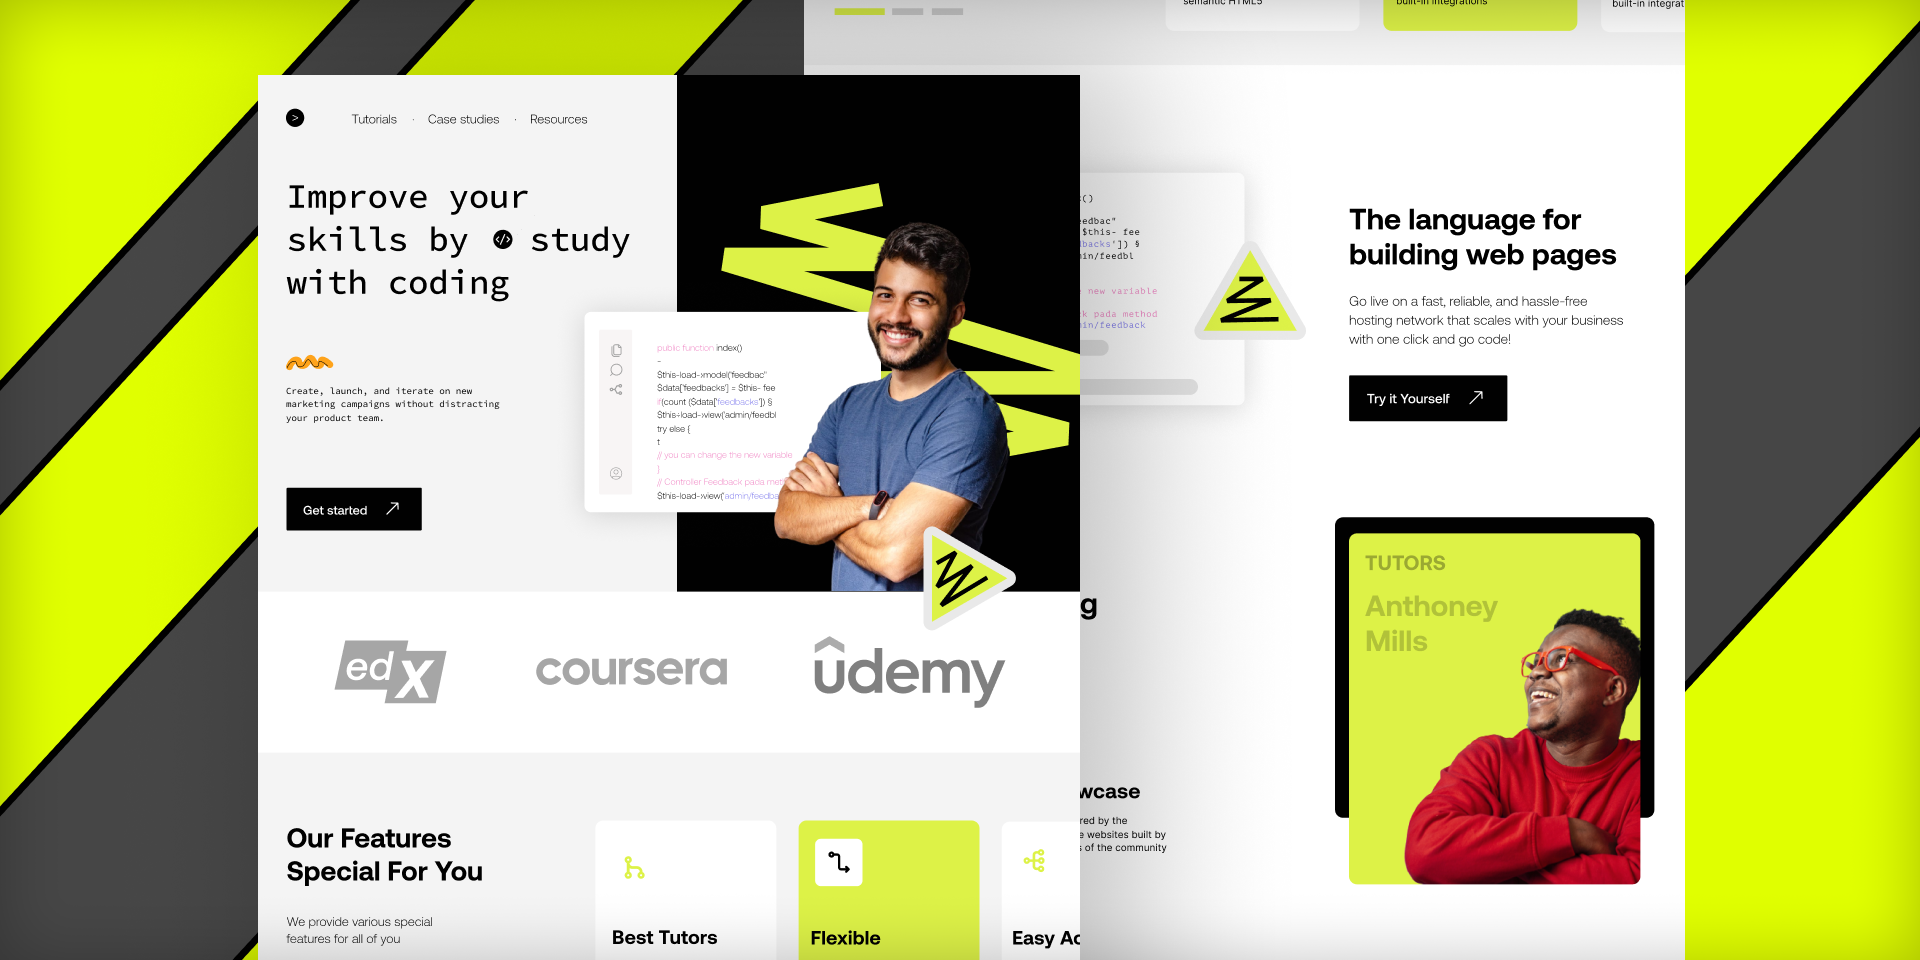 semantic HTML5
built-in integrations
built-in integrat
>
Tutorials · Case studies · Resources
Improve your
skills by </> study
with coding
Create, launch, and iterate on new
marketing campaigns without distracting
your product team.
Get started
public function index()
~
$this-load->model('feedbac"
$data['feedbacks'] = $this- fee
if(count ($data['feedbacks']) §
$this÷load->view('admin/feedbl
try else {
t
// you can change the new variable
}
// Controller Feedback pada meth
$this-load->view('admin/feedba
edX
coursera
udemy
Our Features
Special For You
We provide various special
features for all of you
Best Tutors
Flexible
Easy Ac
()
eedbac"
$this- fee
backs']) §
min/feedbl
new variable
ck pada method
min/feedback
The language for
building web pages
Go live on a fast, reliable, and hassle-free
hosting network that scales with your business
with one click and go code!
Try it Yourself
g
wcase
red by the
e websites built by
s of the community
TUTORS
Anthoney
Mills